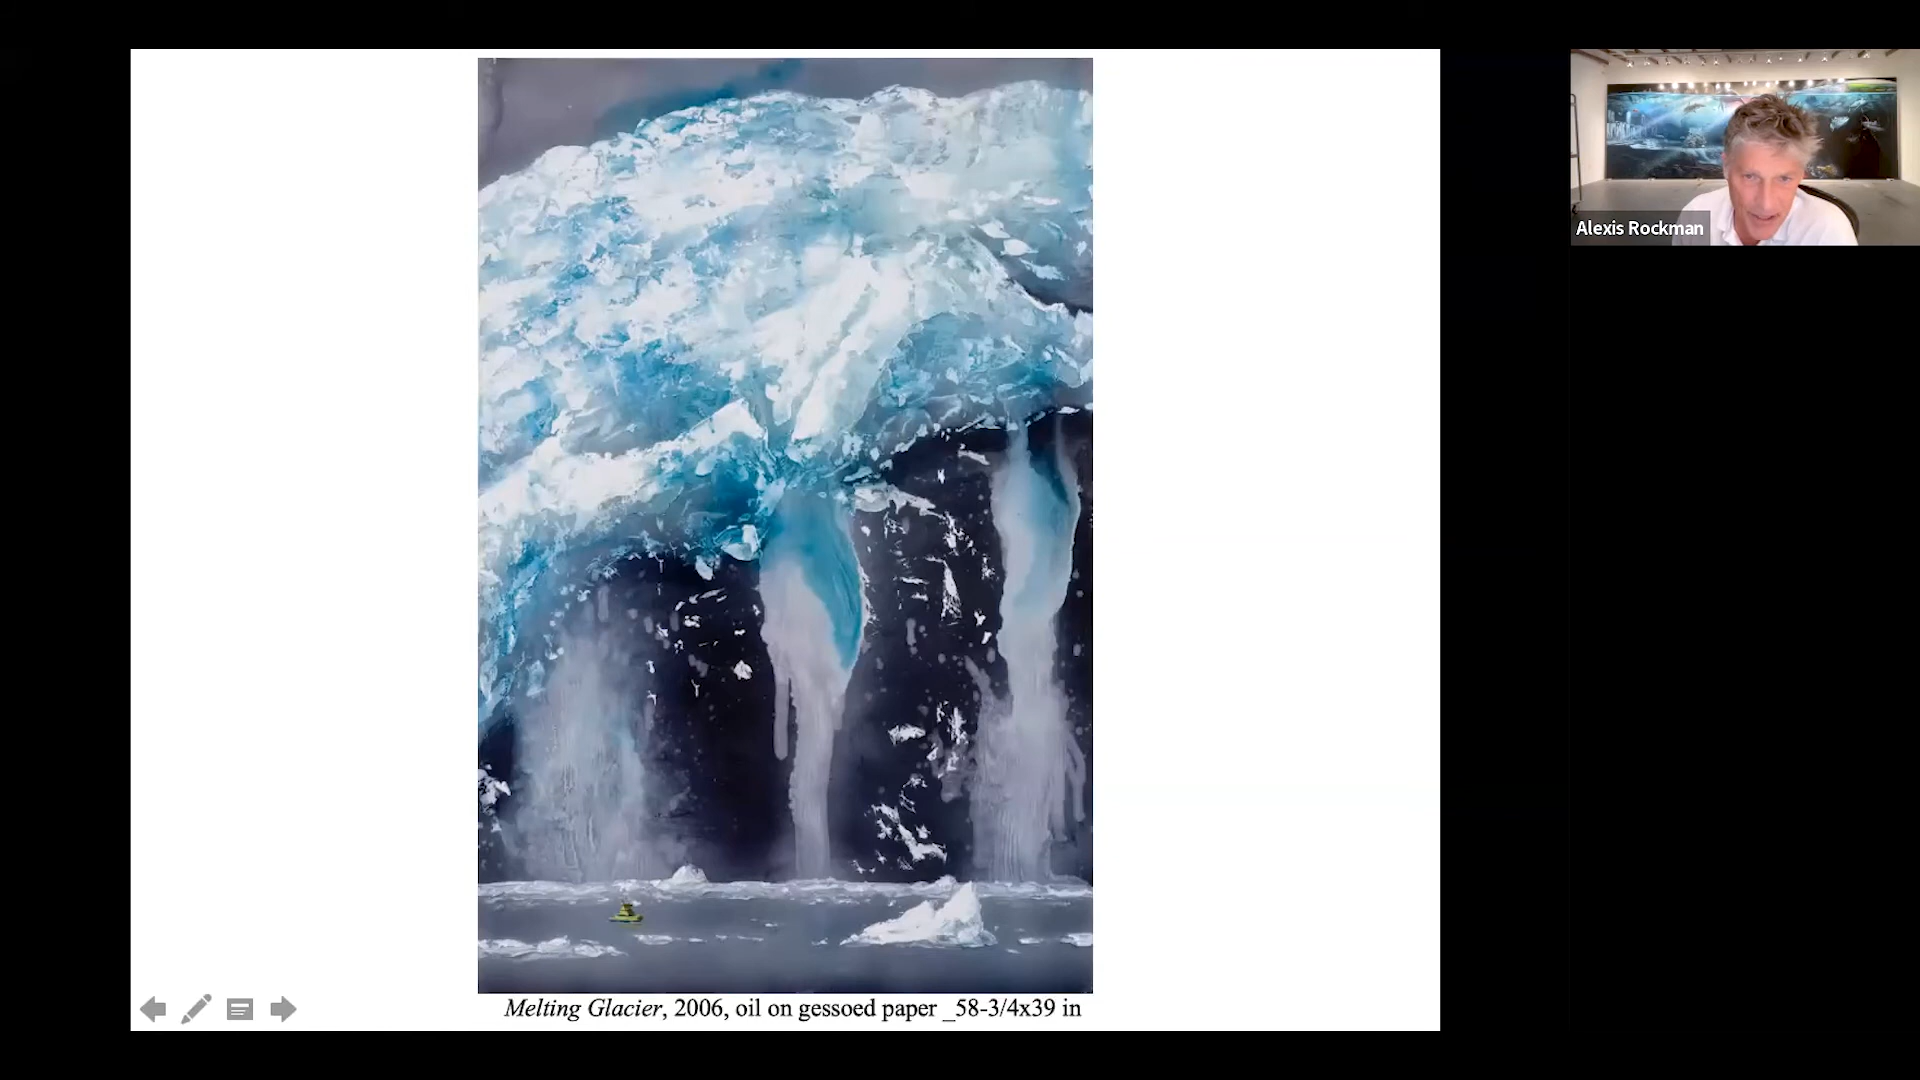 Alexis Rockman
Melting Glacier, 2006, oil on gessoed paper _58-3/4x39 in